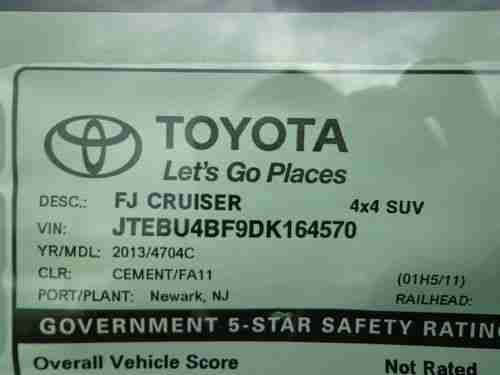 TOYOTA
Let's Go Places
DESC.: FJ CRUISER 4x4 SUV
VIN: JTEBU4BF9DK164570
YR/MDL: 2013/4704C
CLR: CEMENT/FA11 (01H5/11)
PORT/PLANT: Newark, NJ RAILHEAD:
GOVERNMENT 5-STAR SAFETY RATIN
Overall Vehicle Score Not Rated